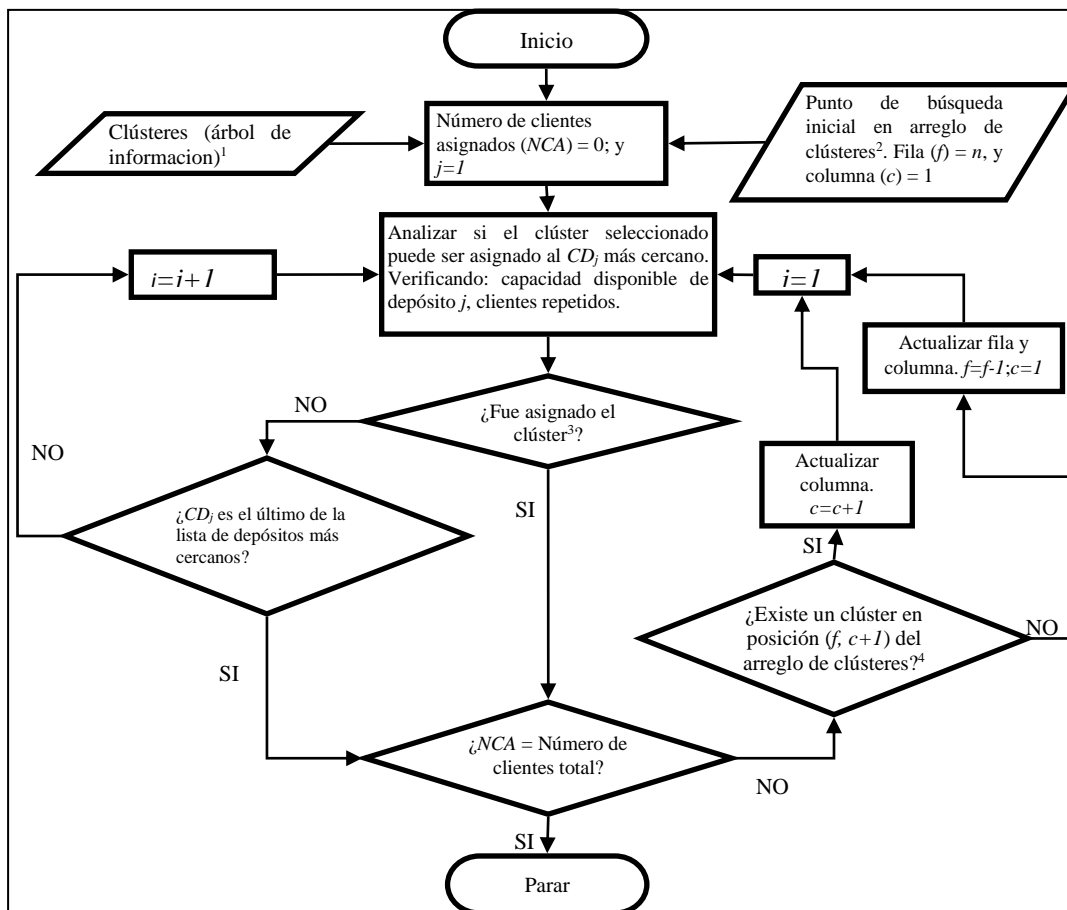 Inicio
Clústeres (árbol de
informacion)¹
Número de clientes
asignados (NCA) = 0; y
j=1
Punto de búsqueda
inicial en arreglo de
clústeres². Fila (f) = n, y
columna (c) = 1
i=i+1
Analizar si el clúster seleccionado
puede ser asignado al CDj más cercano.
Verificando: capacidad disponible de
depósito j, clientes repetidos.
i=1
Actualizar fila y
columna. f=f-1;c=1
NO
¿Fue asignado el
clúster³?
NO
Actualizar
columna.
c=c+1
¿CDj es el último de la
lista de depósitos más
cercanos?
SI
SI
¿Existe un clúster en
posición (f, c+1) del
arreglo de clústeres?⁴
NO
SI
¿NCA = Número de
clientes total?
NO
SI
Parar